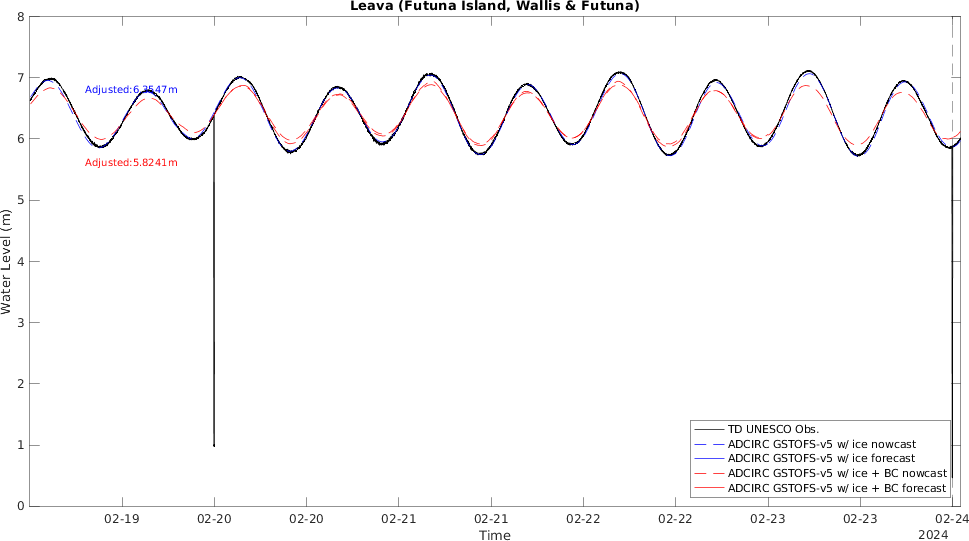 Leava (Futuna Island, Wallis & Futuna)
8
7
6
5
4
3
2
1
0
Water Level (m)
Adjusted:6.3547m
Adjusted:5.8241m
TD UNESCO Obs.
ADCIRC GSTOFS-v5 w/ ice nowcast
ADCIRC GSTOFS-v5 w/ ice forecast
ADCIRC GSTOFS-v5 w/ ice + BC nowcast
ADCIRC GSTOFS-v5 w/ ice + BC forecast
02-19 02-20 02-20 02-21 02-21 02-22 02-22 02-23 02-23 02-24
Time
2024